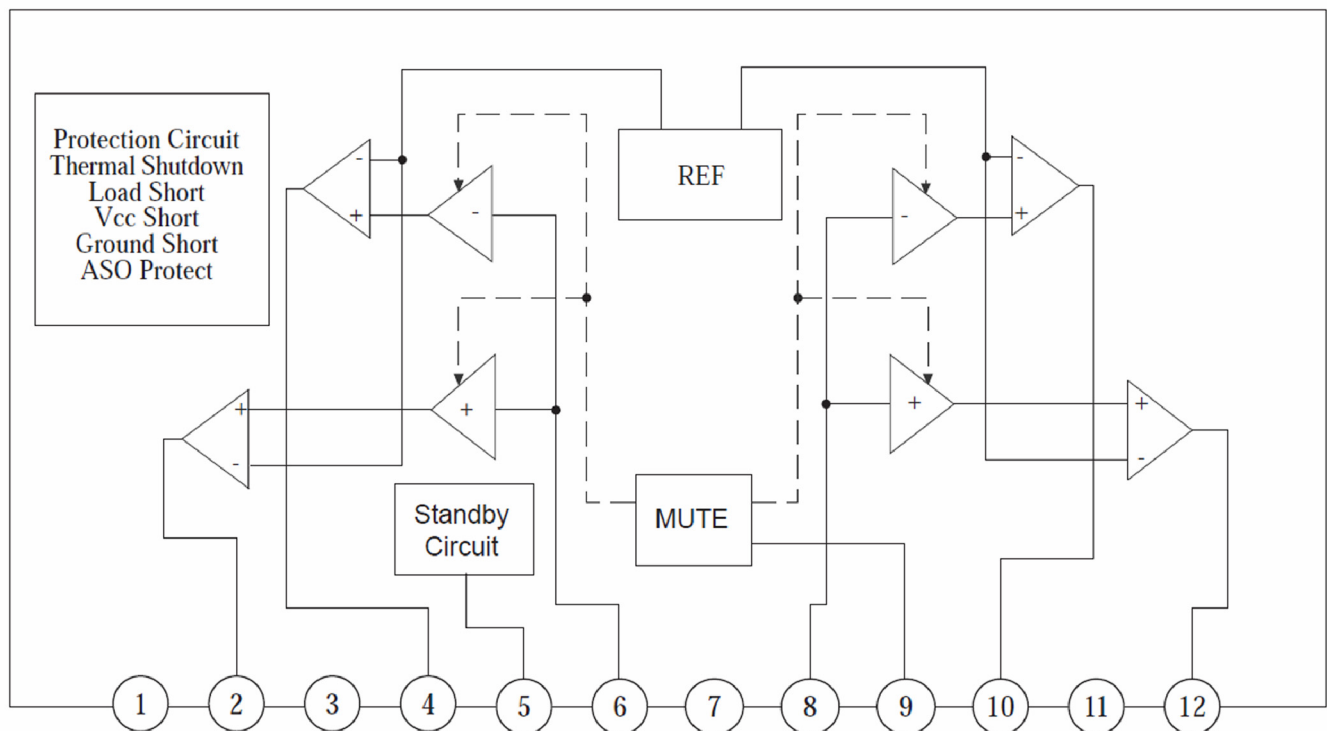 Protection Circuit
Thermal Shutdown
Load Short
Vcc Short
Ground Short
ASO Protect
REF
-
+
-
-
-
+
+
-
+
+
+
+
-
Standby
Circuit
MUTE
1 2 3 4 5 6 7 8 9 10 11 12